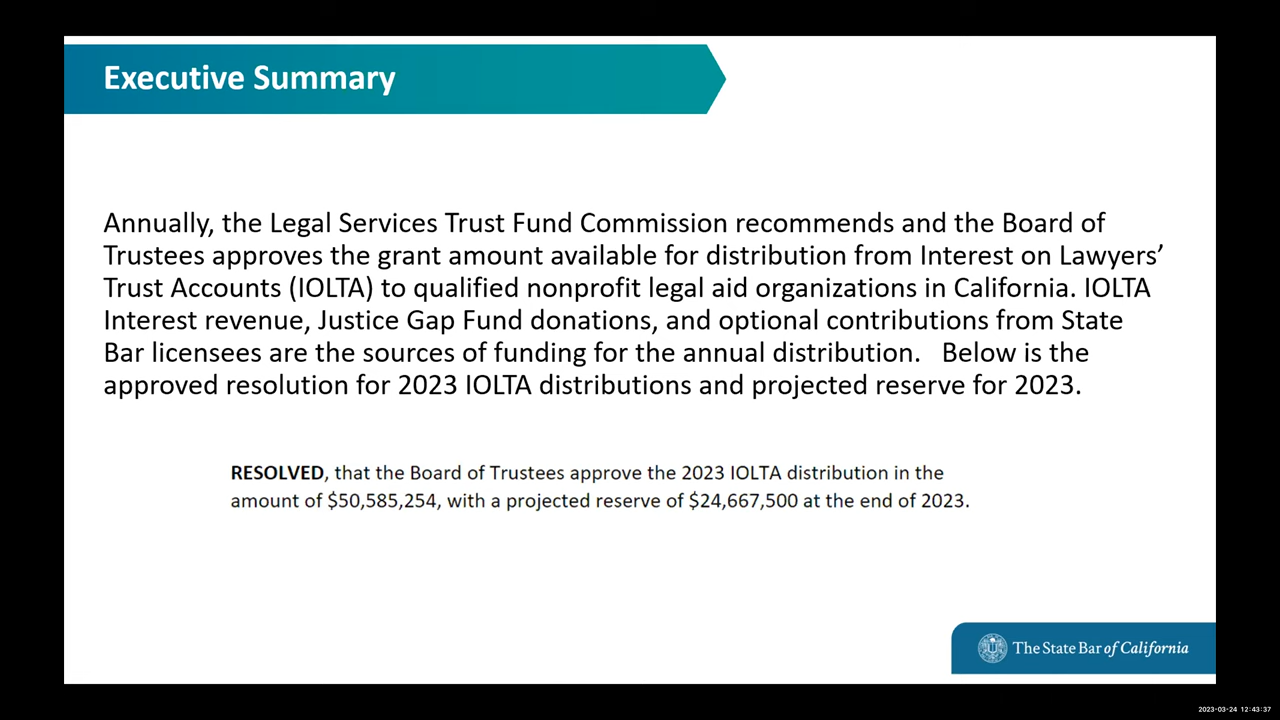 Executive Summary
Annually, the Legal Services Trust Fund Commission recommends and the Board of
Trustees approves the grant amount available for distribution from Interest on Lawyers’
Trust Accounts (IOLTA) to qualified nonprofit legal aid organizations in California. IOLTA
Interest revenue, Justice Gap Fund donations, and optional contributions from State
Bar licensees are the sources of funding for the annual distribution.   Below is the
approved resolution for 2023 IOLTA distributions and projected reserve for 2023.
RESOLVED, that the Board of Trustees approve the 2023 IOLTA distribution in the
amount of $50,585,254, with a projected reserve of $24,667,500 at the end of 2023.
The State Bar of California
2023-03-24 12:43:37